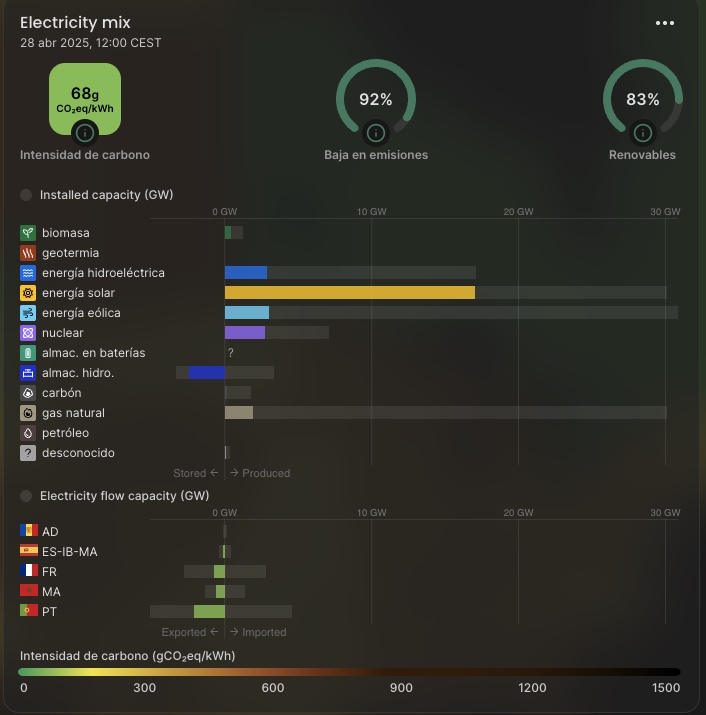 Electricity mix
28 abr 2025, 12:00 CEST
68g
CO₂eq/kWh
Intensidad de carbono
92%
Baja en emisiones
83%
Renovables
Installed capacity (GW)
0 GW 10 GW 20 GW 30 GW
biomasa
geotermia
energía hidroeléctrica
energía solar
energía eólica
nuclear
almac. en baterías ?
almac. hidro.
carbón
gas natural
petróleo
? desconocido
Stored ← → Produced
Electricity flow capacity (GW)
0 GW 10 GW 20 GW 30 GW
AD
ES-IB-MA
FR
MA
PT
Exported ← → Imported
Intensidad de carbono (gCO₂eq/kWh)
0 300 600 900 1200 1500